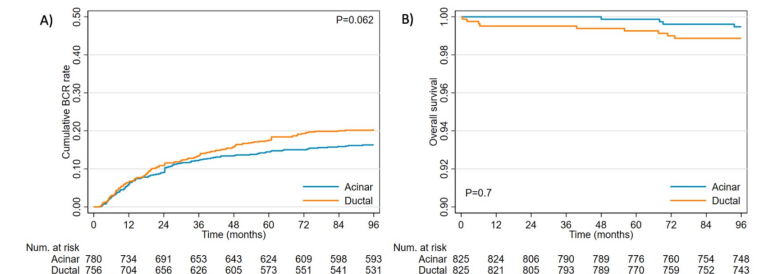 A)
P=0.062
Cumulative BCR rate
0.50
0.40
0.30
0.20
0.10
0.00
0 12 24 36 48 60 72 84 96
Time (months)
Acinar
Ductal
Num. at risk
Acinar 780 734 691 653 643 624 609 598 593
Ductal 756 704 656 626 605 573 551 541 531
B)
P=0.7
Overall survival
1.00
0.98
0.96
0.94
0.92
0.90
0 12 24 36 48 60 72 84 96
Time (months)
Acinar
Ductal
Num. at risk
Acinar 825 824 806 790 789 776 760 754 748
Ductal 825 821 805 793 789 770 759 752 743